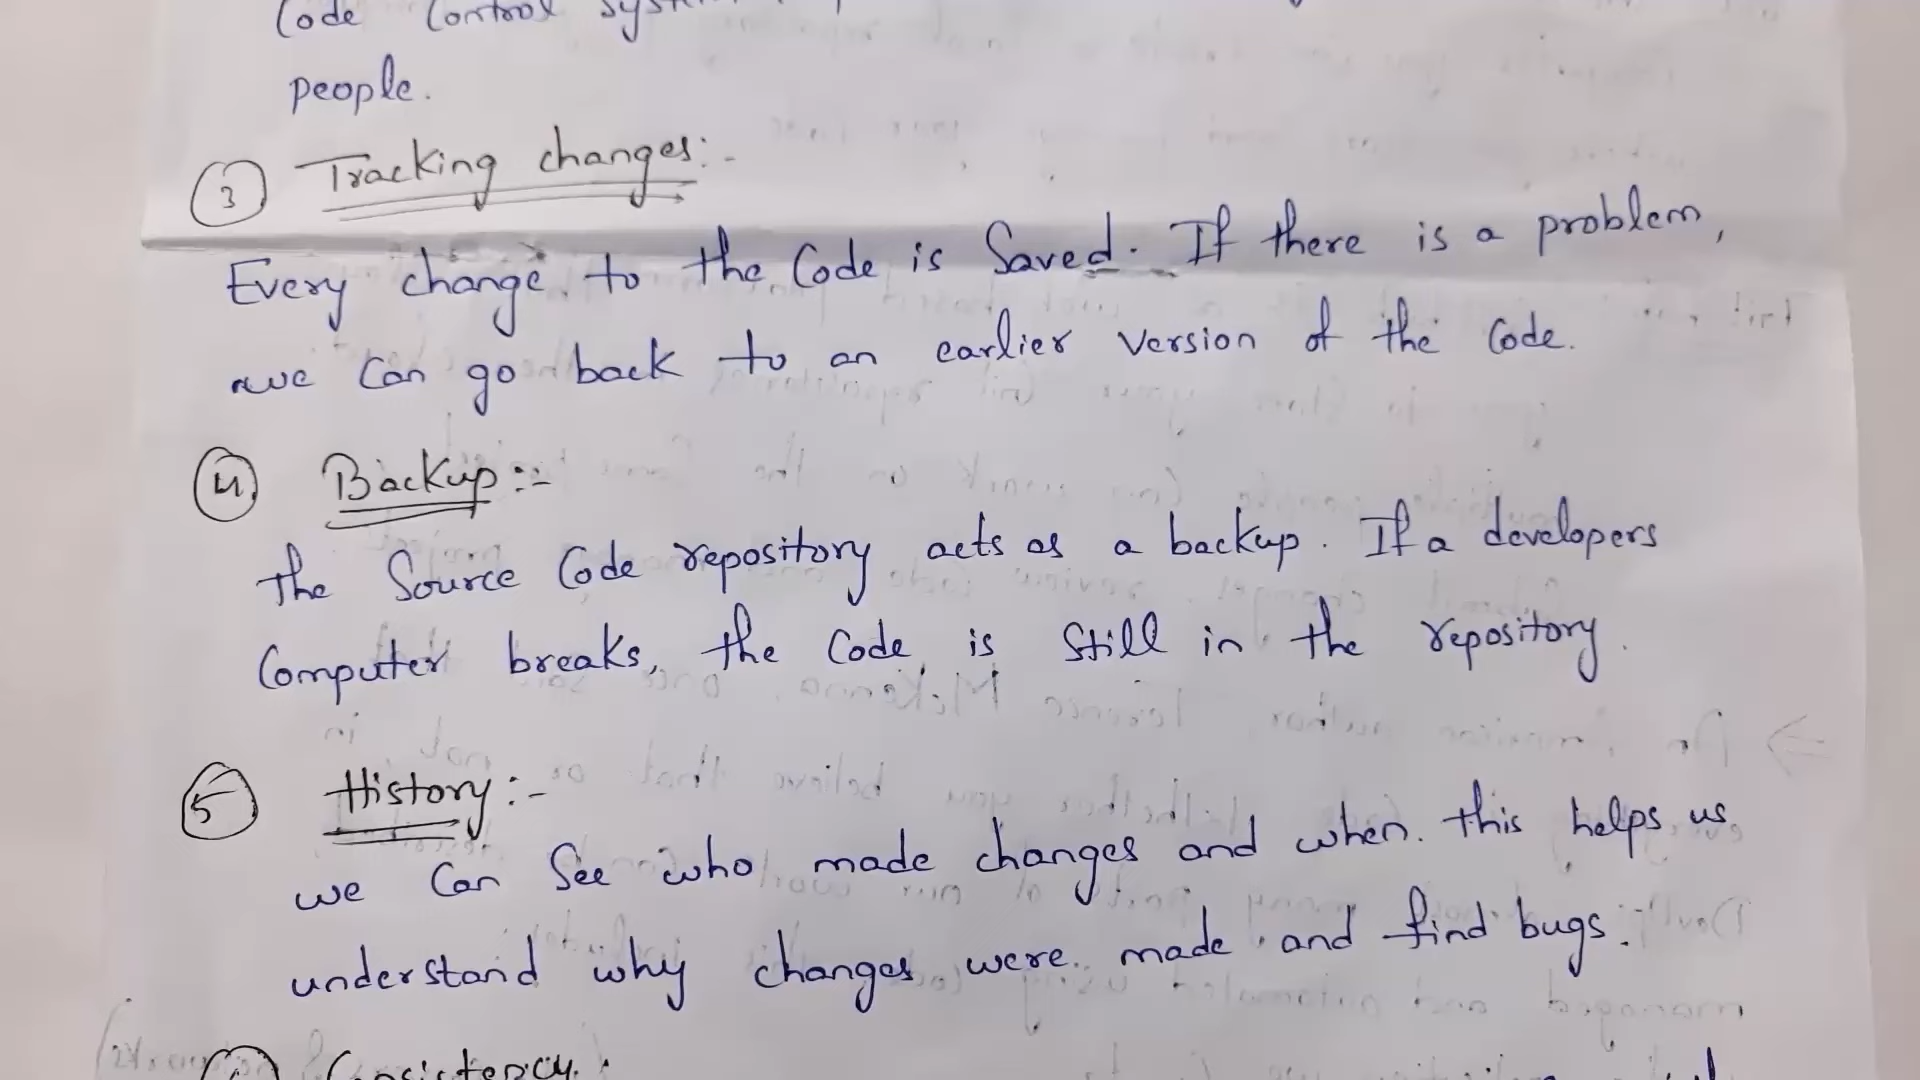 Code Control
people.
③ Tracking changes:-
Every change to the Code is Saved. If there is a problem,
we can go back to an earlier version of the Code.
④ Backup:-
the Source Code repository acts as a backup. If a developers
Computer breaks, the Code is Still in the repository.
⑤ History:-
we Can See who made changes and when. this helps us
understand why changes were made and find bugs.
Consistency: